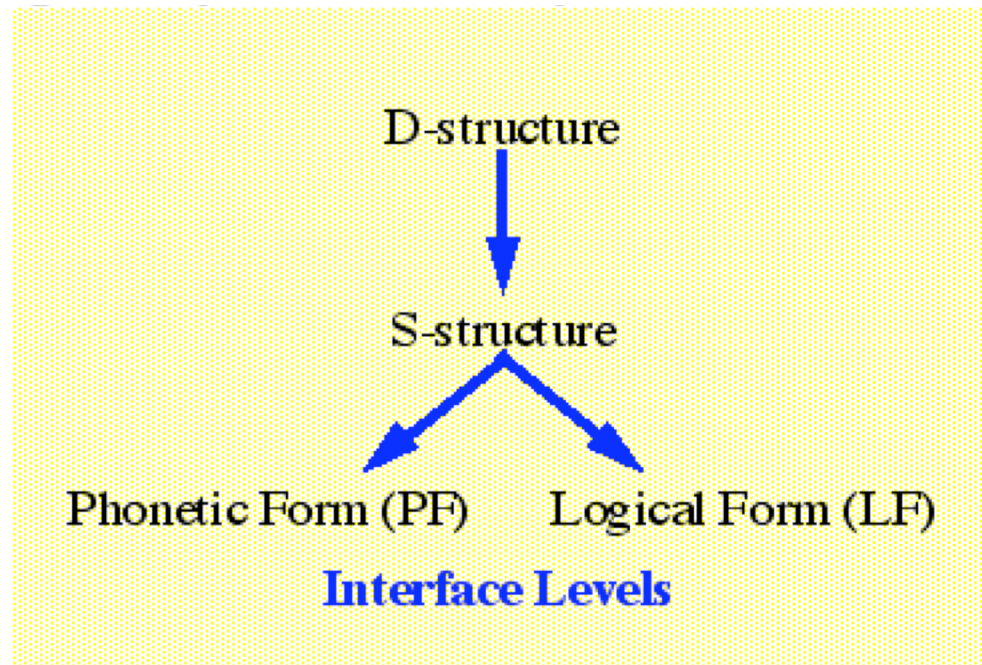 D-structure
S-structure
Phonetic Form (PF) Logical Form (LF)
Interface Levels